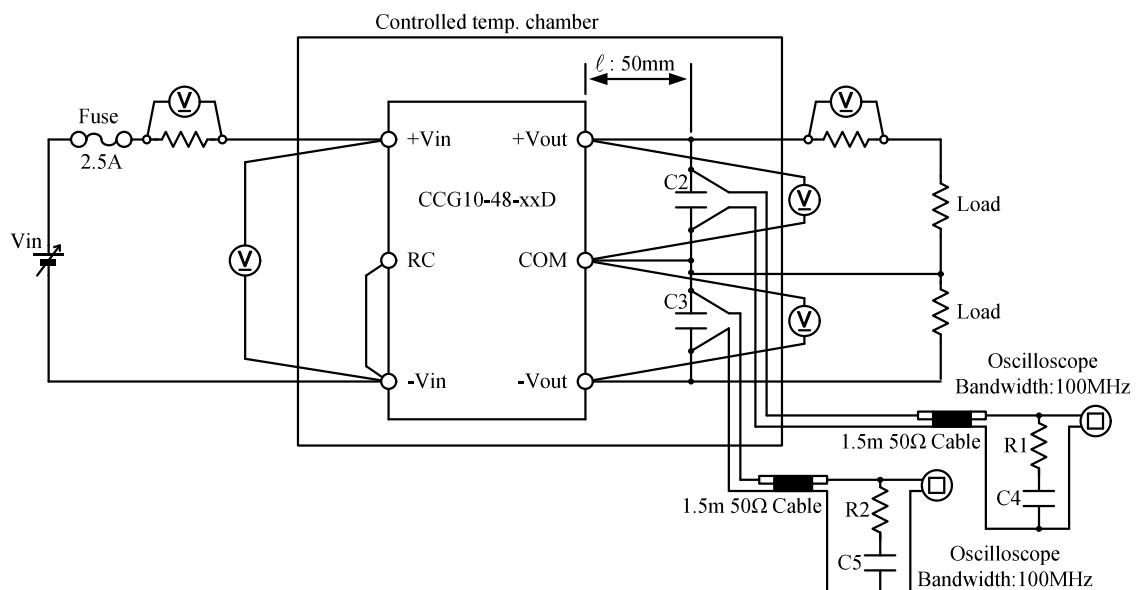 Controlled temp. chamber
ℓ : 50mm
Fuse
2.5A
V
V
+Vin
+Vout
CCG10-48-xxD
C2
V
Load
Vin
V
RC
COM
C3
V
Load
-Vin
-Vout
Oscilloscope
Bandwidth:100MHz
1.5m 50Ω Cable
R1
C4
1.5m 50Ω Cable
R2
C5
Oscilloscope
Bandwidth:100MHz